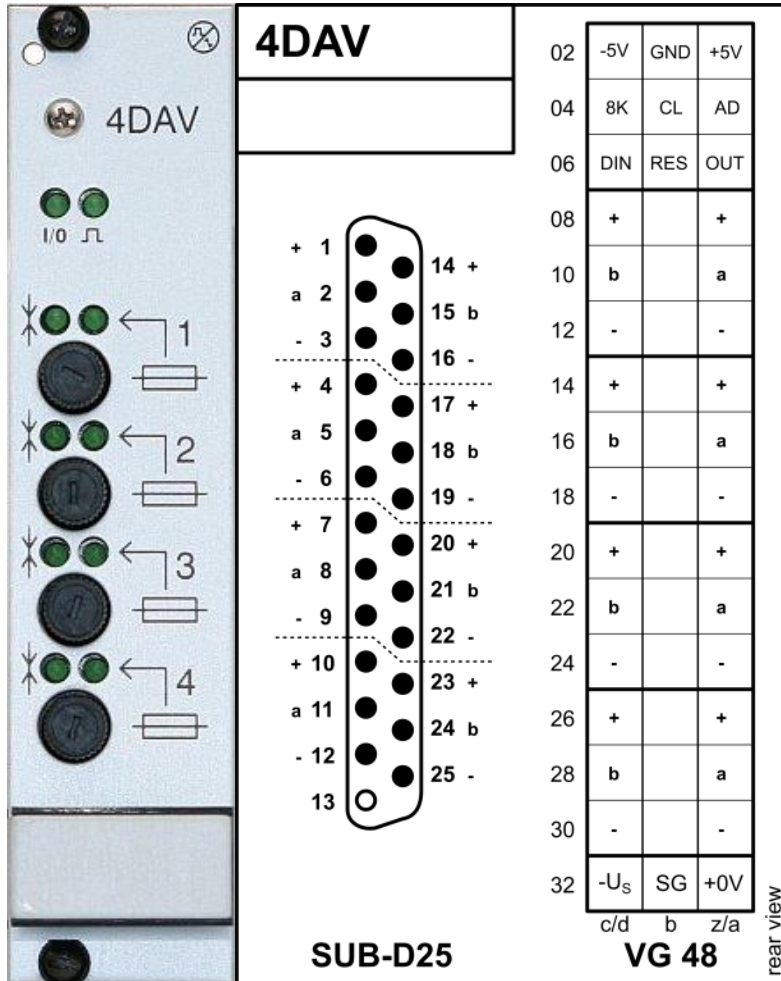 4DAV
I/O
1
2
3
4
4DAV
+ 1
14 +
a 2
15 b
- 3
16 -
+ 4
17 +
a 5
18 b
- 6
19 -
+ 7
20 +
a 8
21 b
- 9
22 -
+ 10
23 +
a 11
24 b
- 12
25 -
13
SUB-D25
02 -5V GND +5V
04 8K CL AD
06 DIN RES OUT
08 + +
10 b a
12 - -
14 + +
16 b a
18 - -
20 + +
22 b a
24 - -
26 + +
28 b a
30 - -
32 -Us SG +0V
c/d b z/a
VG 48
rear view